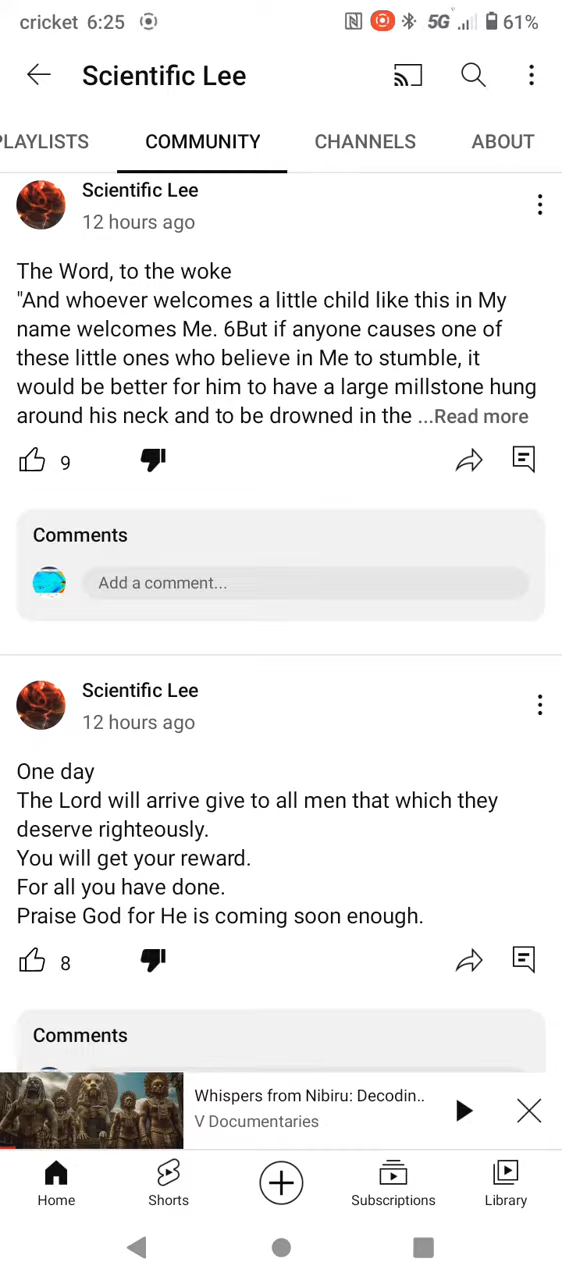 cricket 6:25 5G 61%
Scientific Lee
PLAYLISTS COMMUNITY CHANNELS ABOUT
Scientific Lee
12 hours ago
The Word, to the woke
"And whoever welcomes a little child like this in My
name welcomes Me. 6But if anyone causes one of
these little ones who believe in Me to stumble, it
would be better for him to have a large millstone hung
around his neck and to be drowned in the ...Read more
9
Comments
Add a comment...
Scientific Lee
12 hours ago
One day
The Lord will arrive give to all men that which they
deserve righteously.
You will get your reward.
For all you have done.
Praise God for He is coming soon enough.
8
Comments
Whispers from Nibiru: Decodin..
V Documentaries
Home Shorts Subscriptions Library